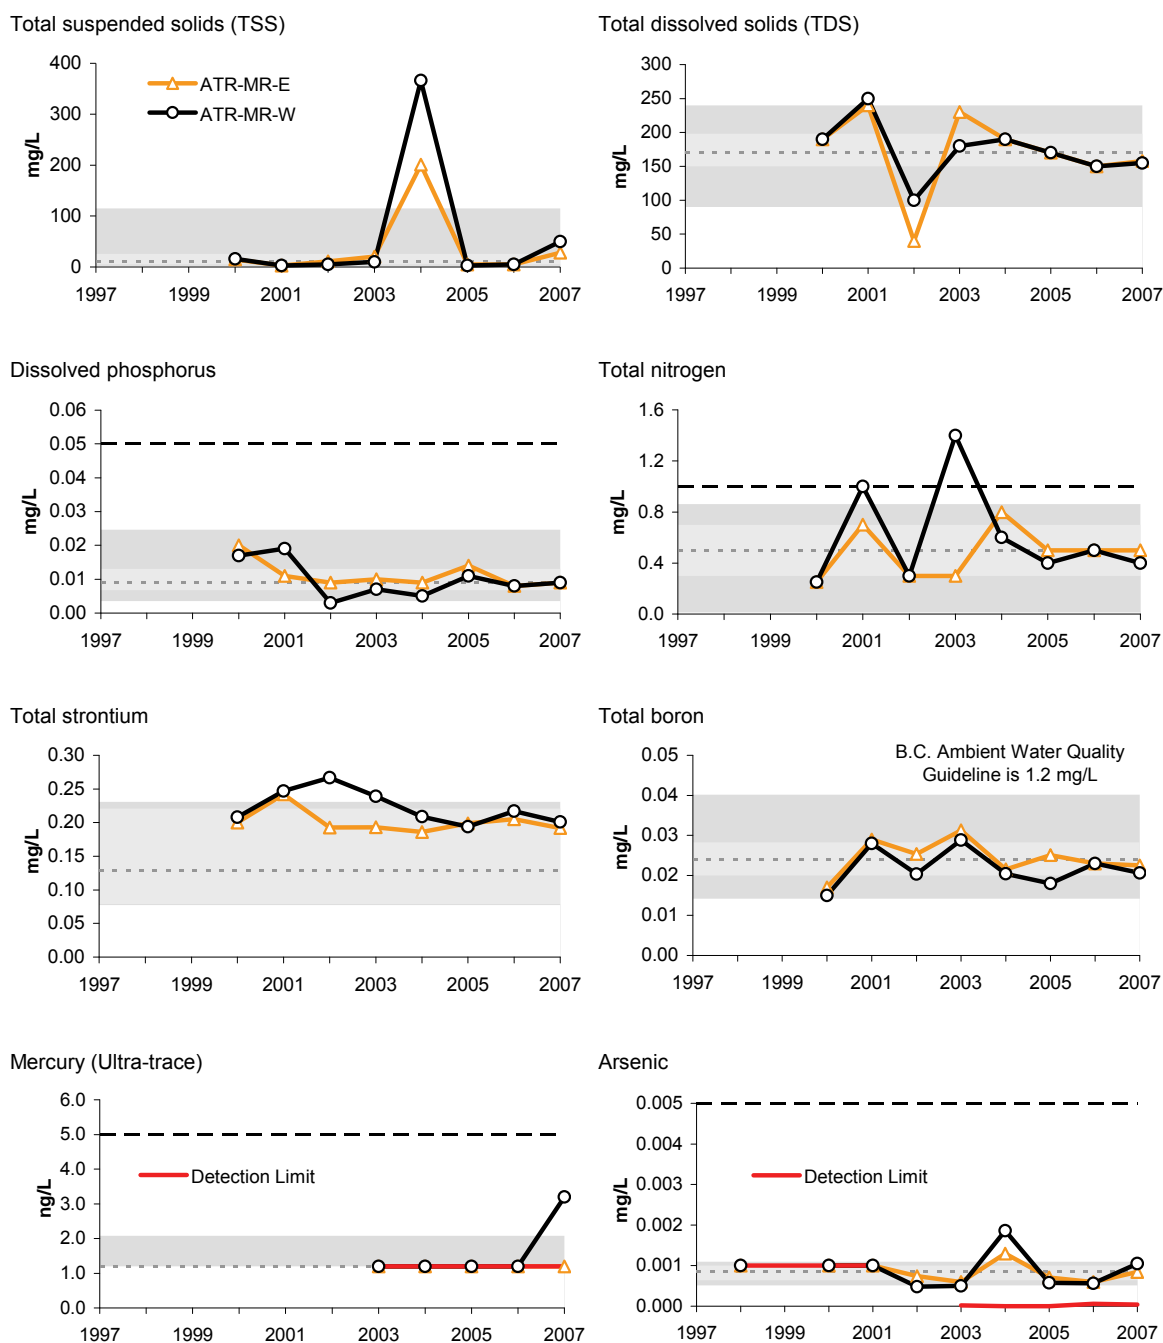 Total suspended solids (TSS)
400
300
200
100
0
mg/L
ATR-MR-E
ATR-MR-W
1997 1999 2001 2003 2005 2007
Total dissolved solids (TDS)
300
250
200
150
100
50
0
mg/L
1997 1999 2001 2003 2005 2007
Dissolved phosphorus
0.06
0.05
0.04
0.03
0.02
0.01
0.00
mg/L
1997 1999 2001 2003 2005 2007
Total nitrogen
1.6
1.2
0.8
0.4
0.0
mg/L
1997 1999 2001 2003 2005 2007
Total strontium
0.30
0.25
0.20
0.15
0.10
0.05
0.00
mg/L
1997 1999 2001 2003 2005 2007
Total boron
0.05
0.04
0.03
0.02
0.01
0.00
mg/L
B.C. Ambient Water Quality
Guideline is 1.2 mg/L
1997 1999 2001 2003 2005 2007
Mercury (Ultra-trace)
6.0
5.0
4.0
3.0
2.0
1.0
0.0
ng/L
Detection Limit
1997 1999 2001 2003 2005 2007
Arsenic
0.005
0.004
0.003
0.002
0.001
0.000
mg/L
Detection Limit
1997 1999 2001 2003 2005 2007